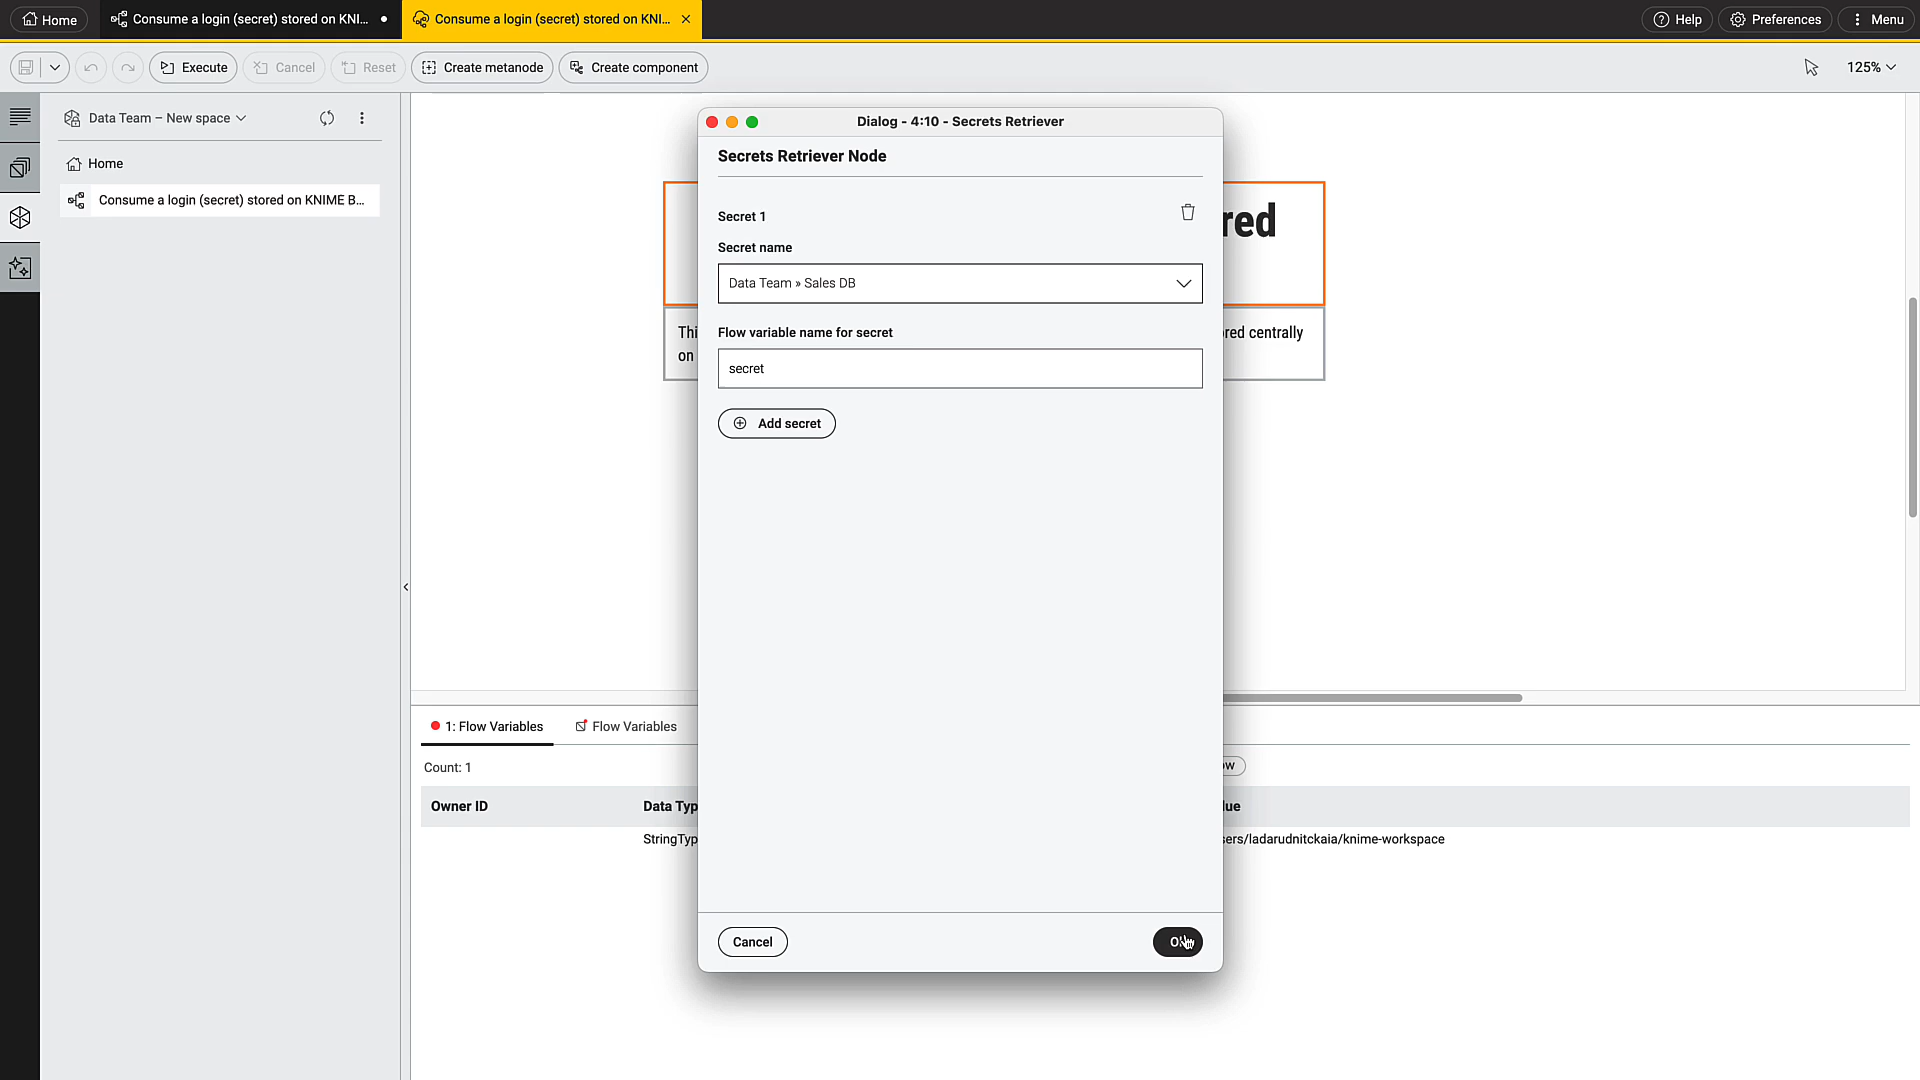 Home
Consume a login (secret) stored on KNI...
Consume a login (secret) stored on KNI...
Help
Preferences
Menu
Execute
Cancel
Reset
Create metanode
Create component
125%
Data Team – New space
Home
Consume a login (secret) stored on KNIME B...
Dialog - 4:10 - Secrets Retriever
Secrets Retriever Node
Secret 1
Secret name
Data Team » Sales DB
Flow variable name for secret
secret
Add secret
Cancel
red
Thi
red centrally
on
1: Flow Variables
Flow Variables
Count: 1
ow
Owner ID
Data Typ
lue
StringTyp
sers/ladarudnitckaia/knime-workspace